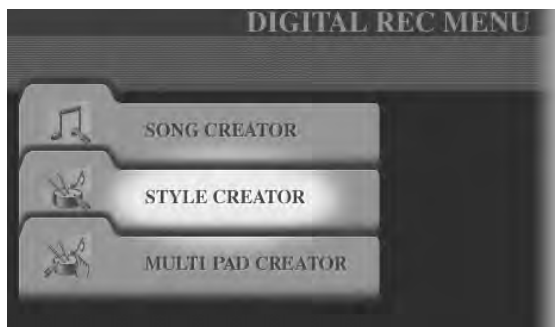 DIGITAL REC MENU
SONG CREATOR
STYLE CREATOR
MULTI PAD CREATOR